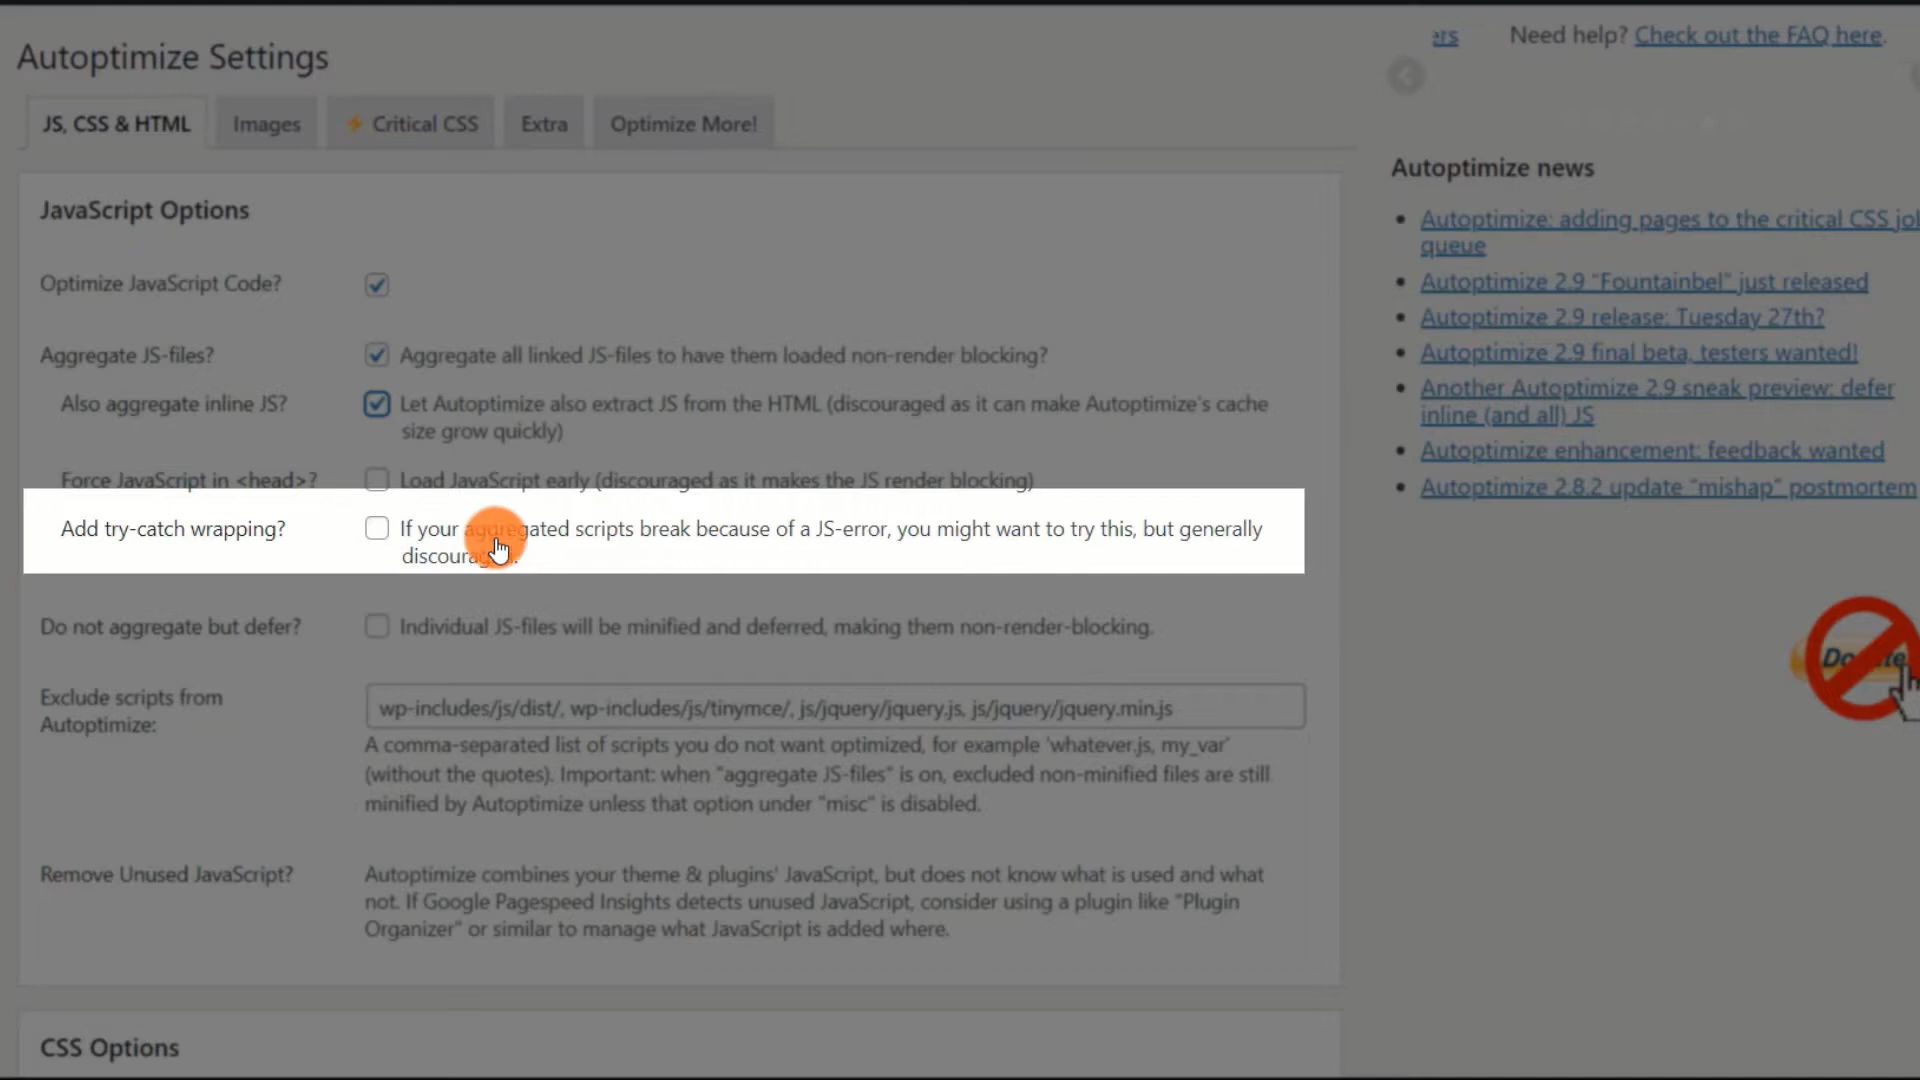 Need help? Check out the FAQ here.
Autoptimize Settings
JS, CSS & HTML
Images
Critical CSS
Extra
Optimize More!
JavaScript Options
Optimize JavaScript Code?
Aggregate JS-files?
Aggregate all linked JS-files to have them loaded non-render blocking?
Also aggregate inline JS?
Let Autoptimize also extract JS from the HTML (discouraged as it can make Autoptimize's cache
size grow quickly)
Force JavaScript in <head>?
Load JavaScript early (discouraged as it makes the JS render blocking)
Add try-catch wrapping?
If your aggregated scripts break because of a JS-error, you might want to try this, but generally
discouraged.
Do not aggregate but defer?
Individual JS-files will be minified and deferred, making them non-render-blocking.
Exclude scripts from
Autoptimize:
wp-includes/js/dist/, wp-includes/js/tinymce/, js/jquery/jquery.js, js/jquery/jquery.min.js
A comma-separated list of scripts you do not want optimized, for example 'whatever.js, my_var'
(without the quotes). Important: when "aggregate JS-files" is on, excluded non-minified files are still
minified by Autoptimize unless that option under "misc" is disabled.
Remove Unused JavaScript?
Autoptimize combines your theme & plugins' JavaScript, but does not know what is used and what
not. If Google Pagespeed Insights detects unused JavaScript, consider using a plugin like "Plugin
Organizer" or similar to manage what JavaScript is added where.
CSS Options
Autoptimize news
Autoptimize: adding pages to the critical CSS
queue
Autoptimize 2.9 "Fountainbel" just released
Autoptimize 2.9 release: Tuesday 27th?
Autoptimize 2.9 final beta, testers wanted!
Another Autoptimize 2.9 sneak preview: defer
inline (and all) JS
Autoptimize enhancement: feedback wanted
Autoptimize 2.8.2 update "mishap" postmortem
Donate